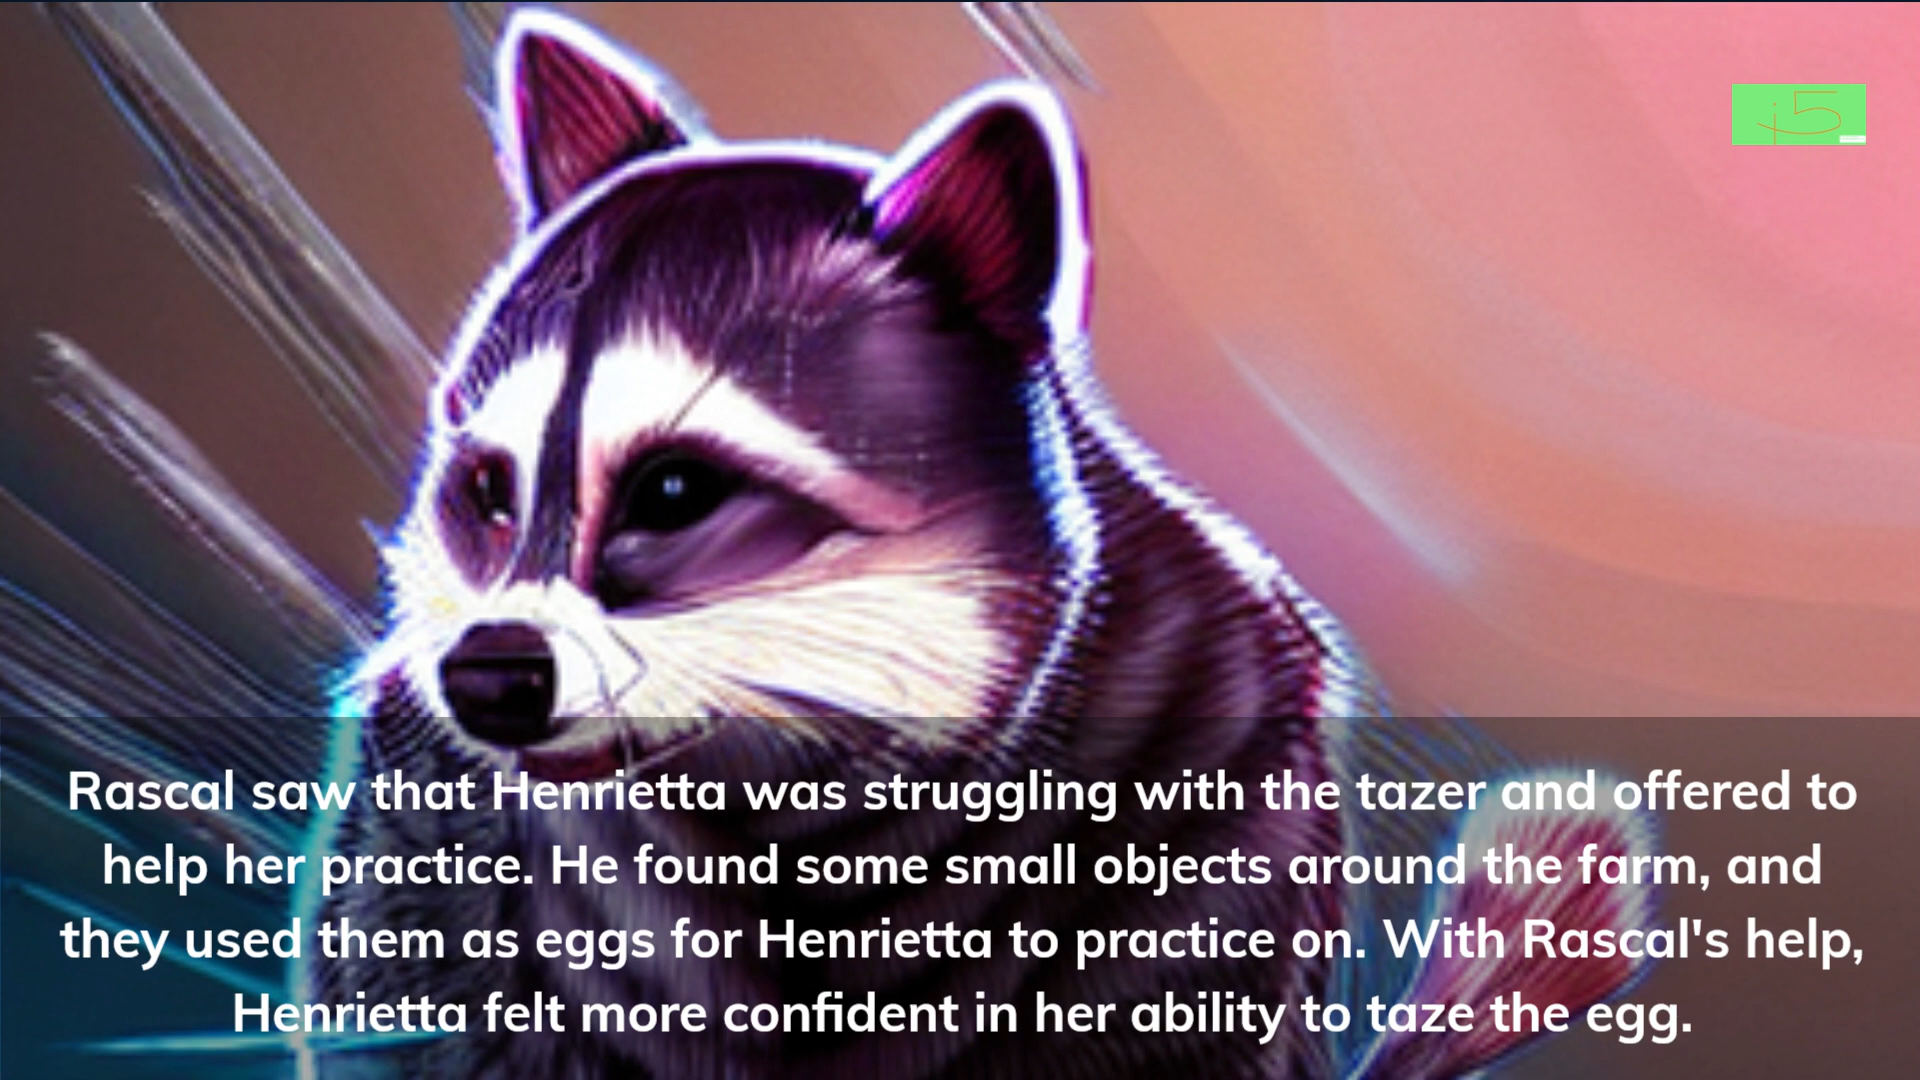 i5
Rascal saw that Henrietta was struggling with the tazer and offered to
help her practice. He found some small objects around the farm, and
they used them as eggs for Henrietta to practice on. With Rascal's help,
Henrietta felt more confident in her ability to taze the egg.